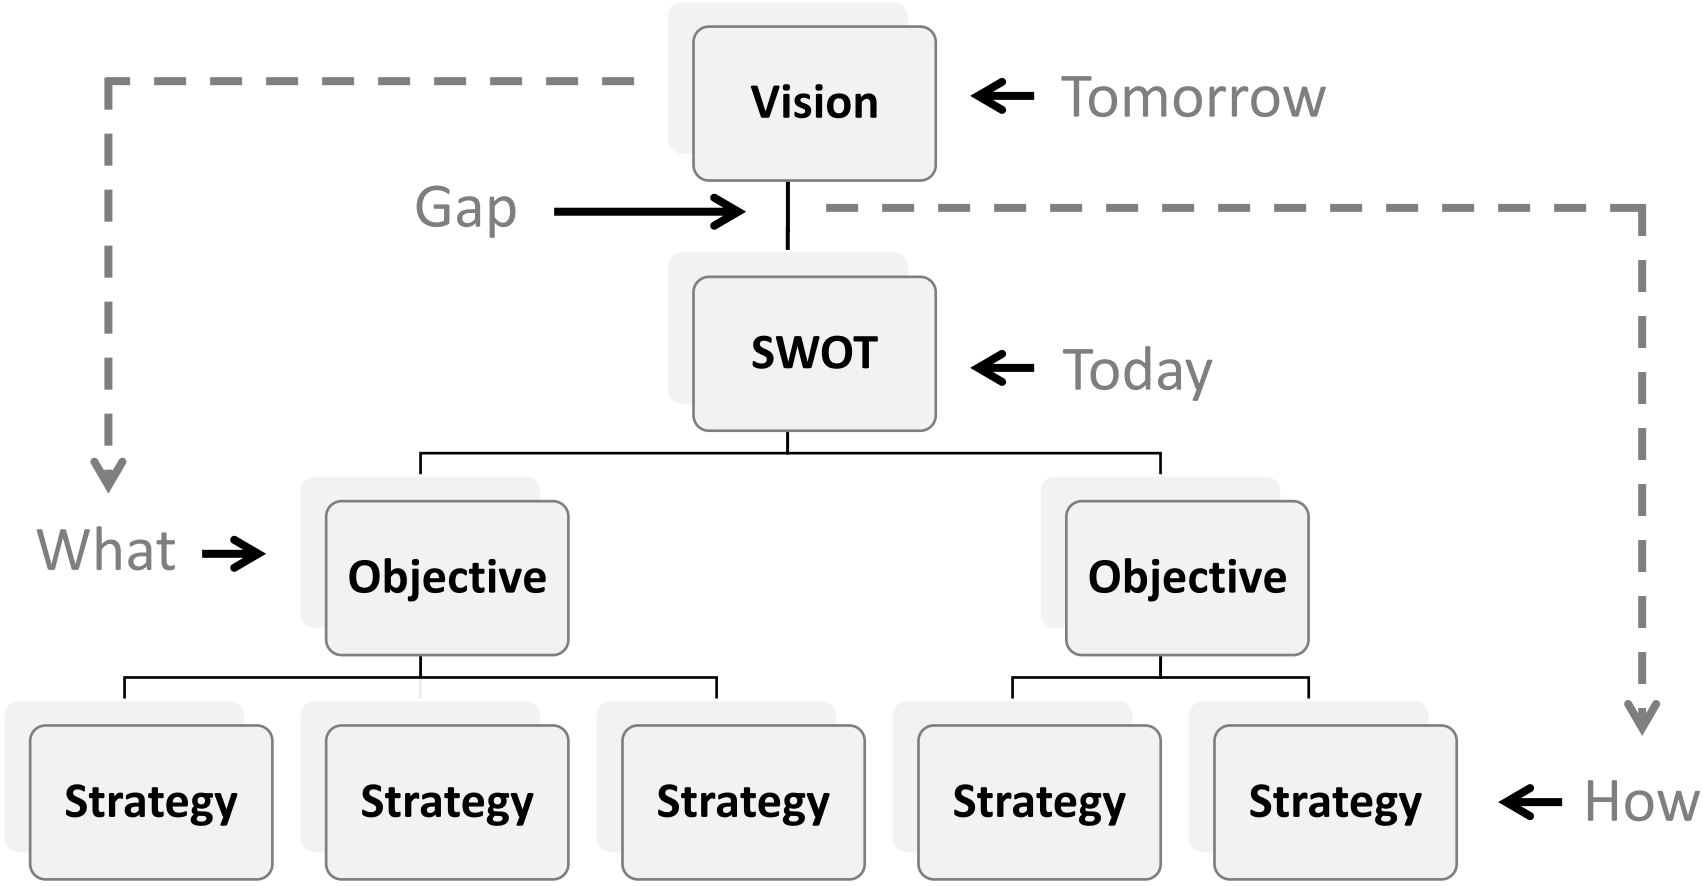 Vision
Tomorrow
Gap
SWOT
Today
What
Objective
Objective
Strategy
Strategy
Strategy
Strategy
Strategy
How